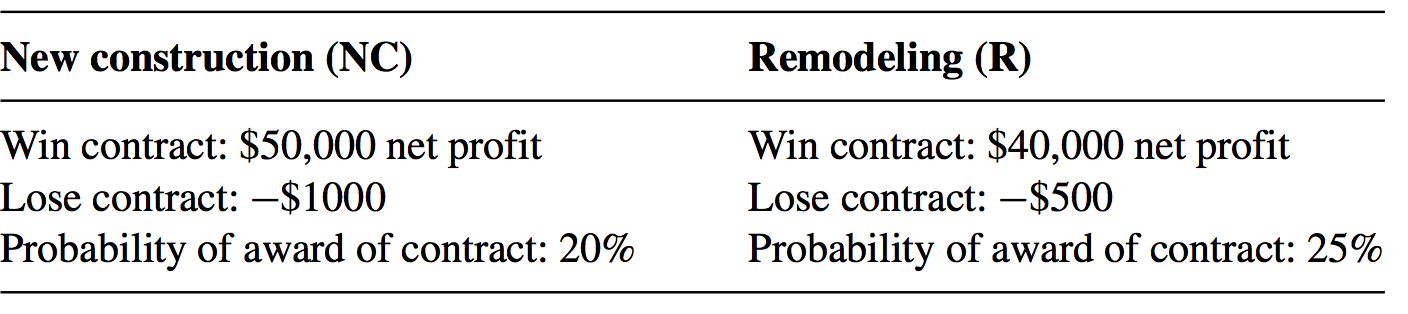 New construction (NC) Remodeling (R)
Win contract: $50,000 net profit Win contract: $40,000 net profit
Lose contract: −$1000 Lose contract: −$500
Probability of award of contract: 20% Probability of award of contract: 25%